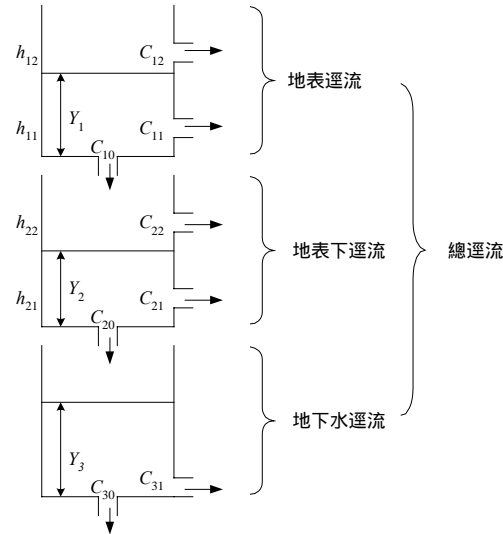 h12
C12
Y1
h11
C11
C10
地表逕流
h22
C22
Y2
h21
C21
C20
地表下逕流
總逕流
Y3
C31
C30
地下水逕流